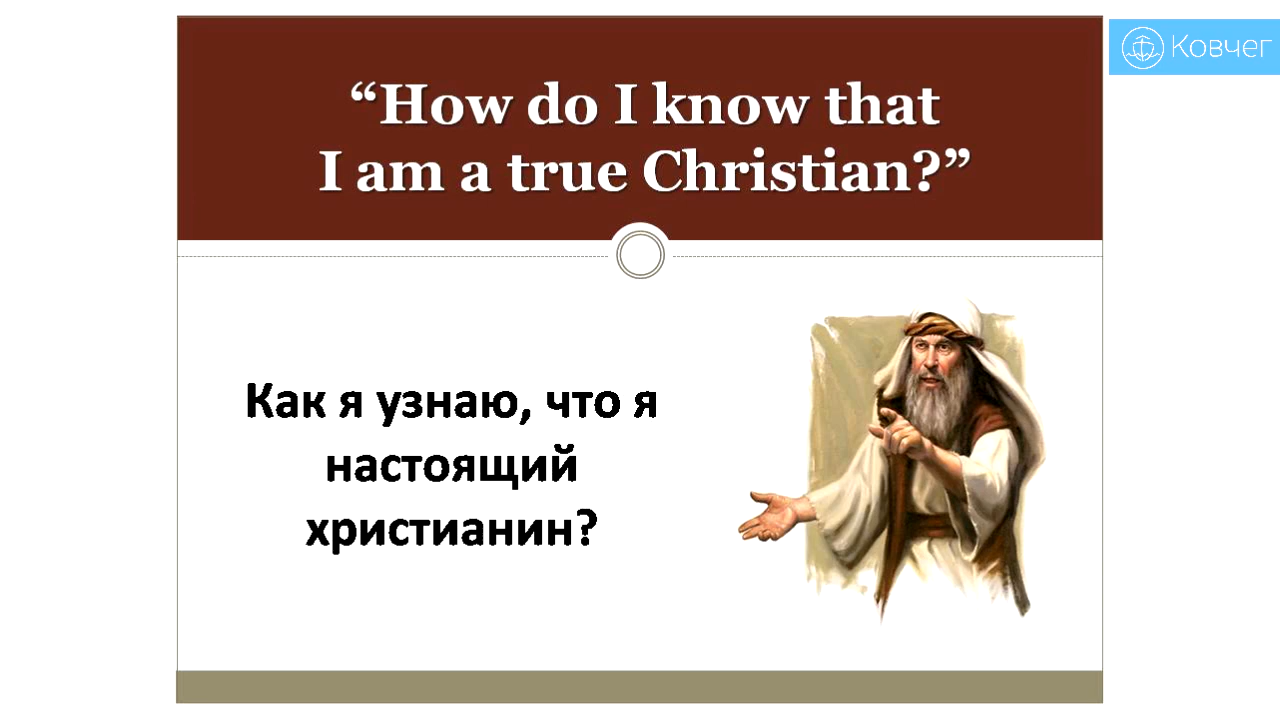 “How do I know that
I am a true Christian?”
Ковчег
Как я узнаю, что я
настоящий
христианин?